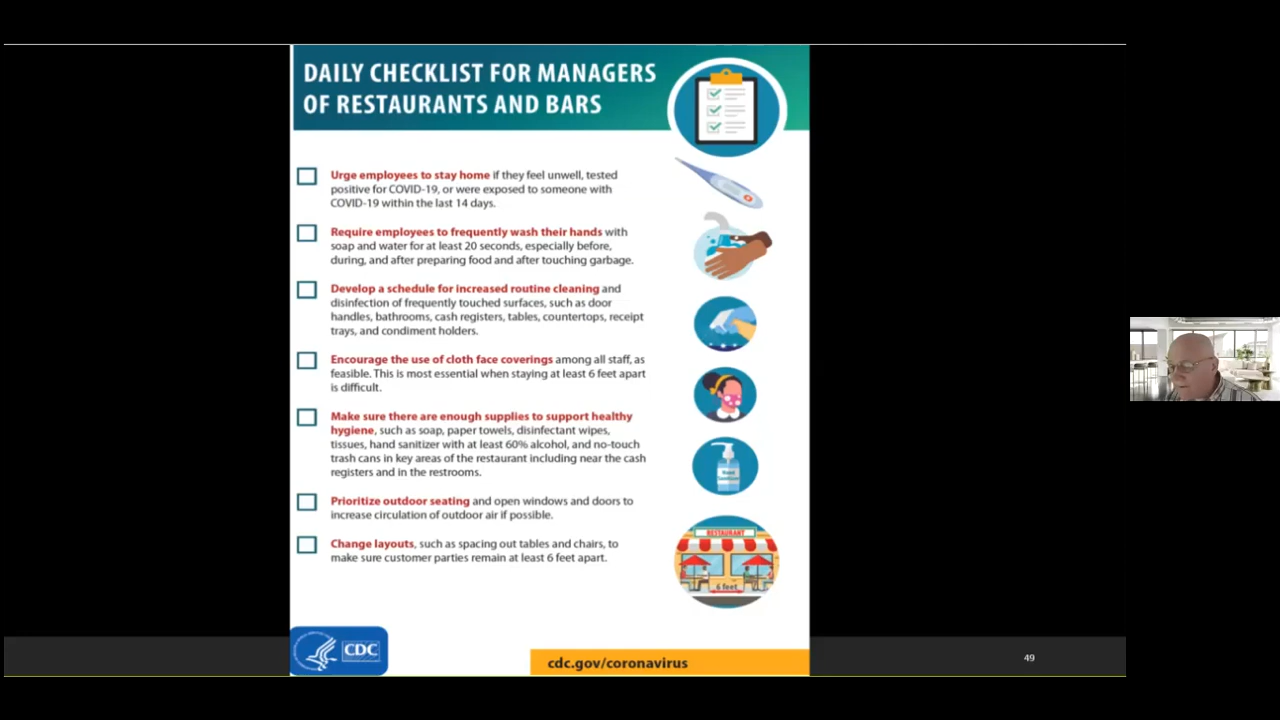 DAILY CHECKLIST FOR MANAGERS
OF RESTAURANTS AND BARS
Urge employees to stay home if they feel unwell, tested
positive for COVID-19, or were exposed to someone with
COVID-19 within the last 14 days.
Require employees to frequently wash their hands with
soap and water for at least 20 seconds, especially before,
during, and after preparing food and after touching garbage.
Develop a schedule for increased routine cleaning and
disinfection of frequently touched surfaces, such as door
handles, bathrooms, cash registers, tables, countertops, receipt
trays, and condiment holders.
Encourage the use of cloth face coverings among all staff, as
feasible. This is most essential when staying at least 6 feet apart
is difficult.
Make sure there are enough supplies to support healthy
hygiene, such as soap, paper towels, disinfectant wipes,
tissues, hand sanitizer with at least 60% alcohol, and no-touch
trash cans in key areas of the restaurant including near the cash
registers and in the restrooms.
Prioritize outdoor seating and open windows and doors to
increase circulation of outdoor air if possible.
Change layouts, such as spacing out tables and chairs, to
make sure customer parties remain at least 6 feet apart.
RESTAURANT
6 feet
CDC
cdc.gov/coronavirus
49